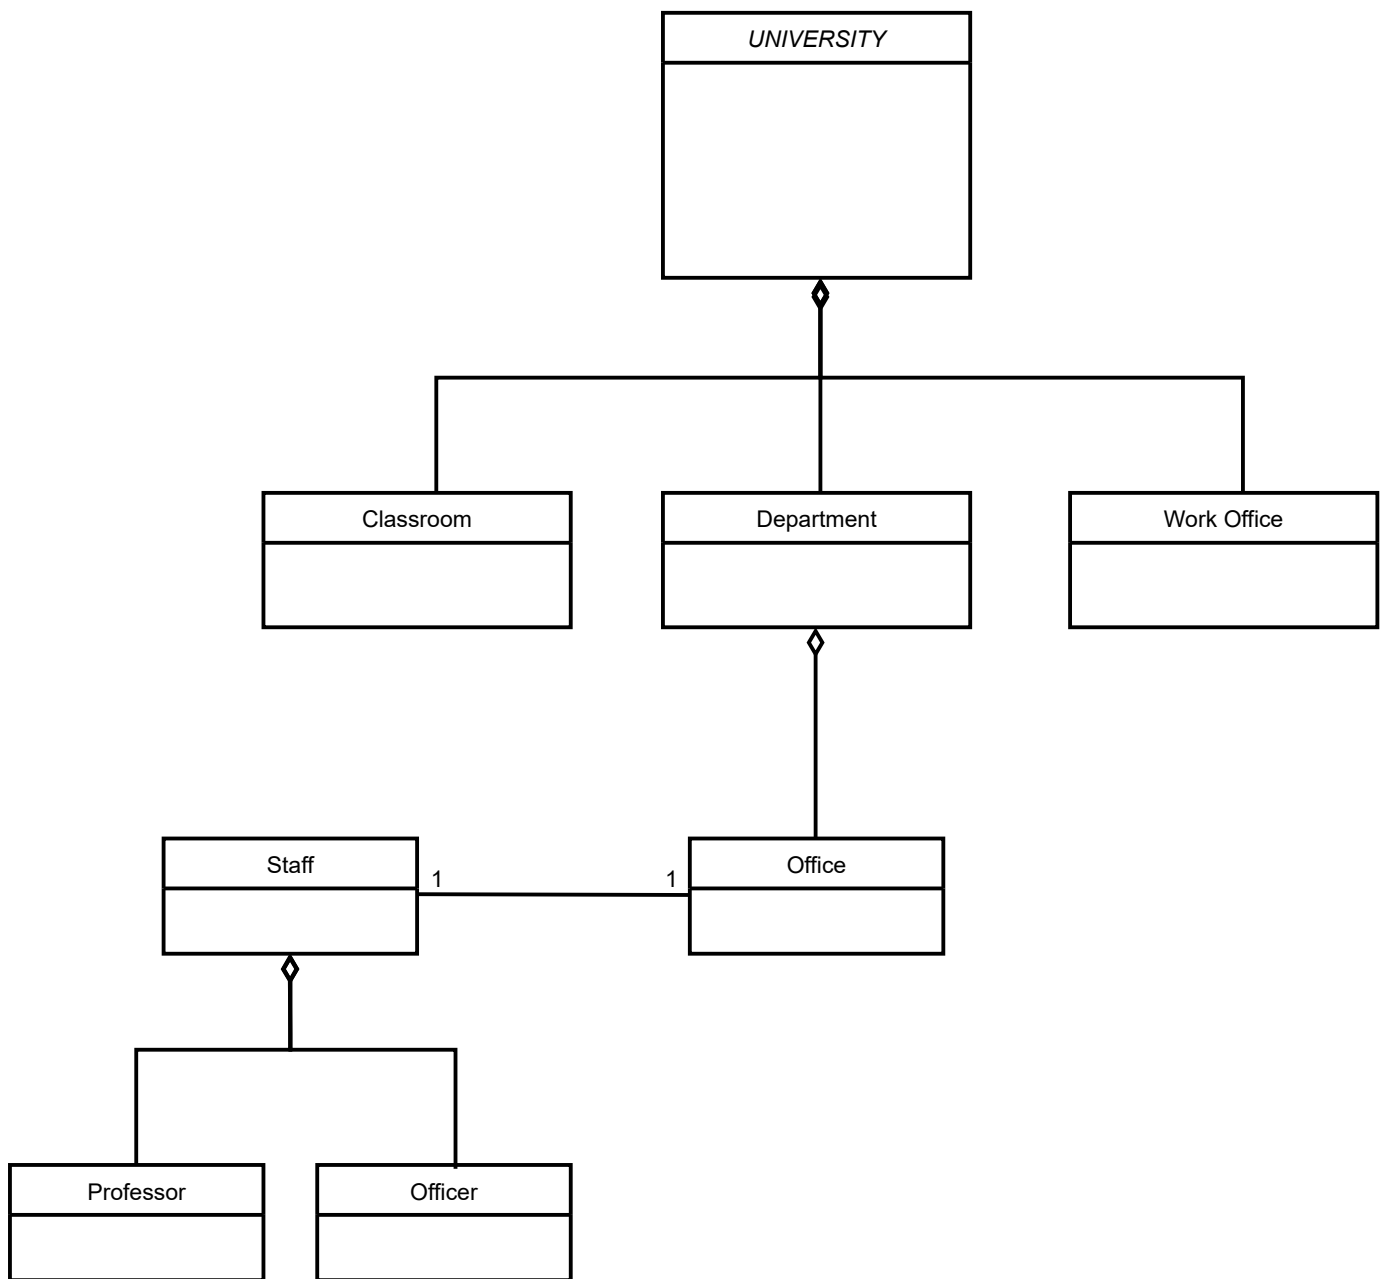 UNIVERSITY
Classroom
Department
Work Office
Staff
1
1
Office
Professor
Officer